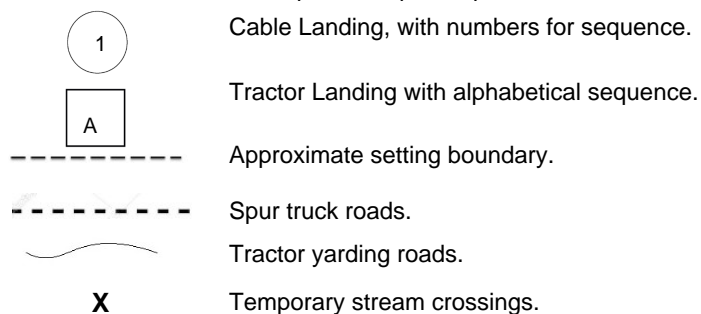 1 Cable Landing, with numbers for sequence.
A Tractor Landing with alphabetical sequence.
Approximate setting boundary.
Spur truck roads.
Tractor yarding roads.
X Temporary stream crossings.